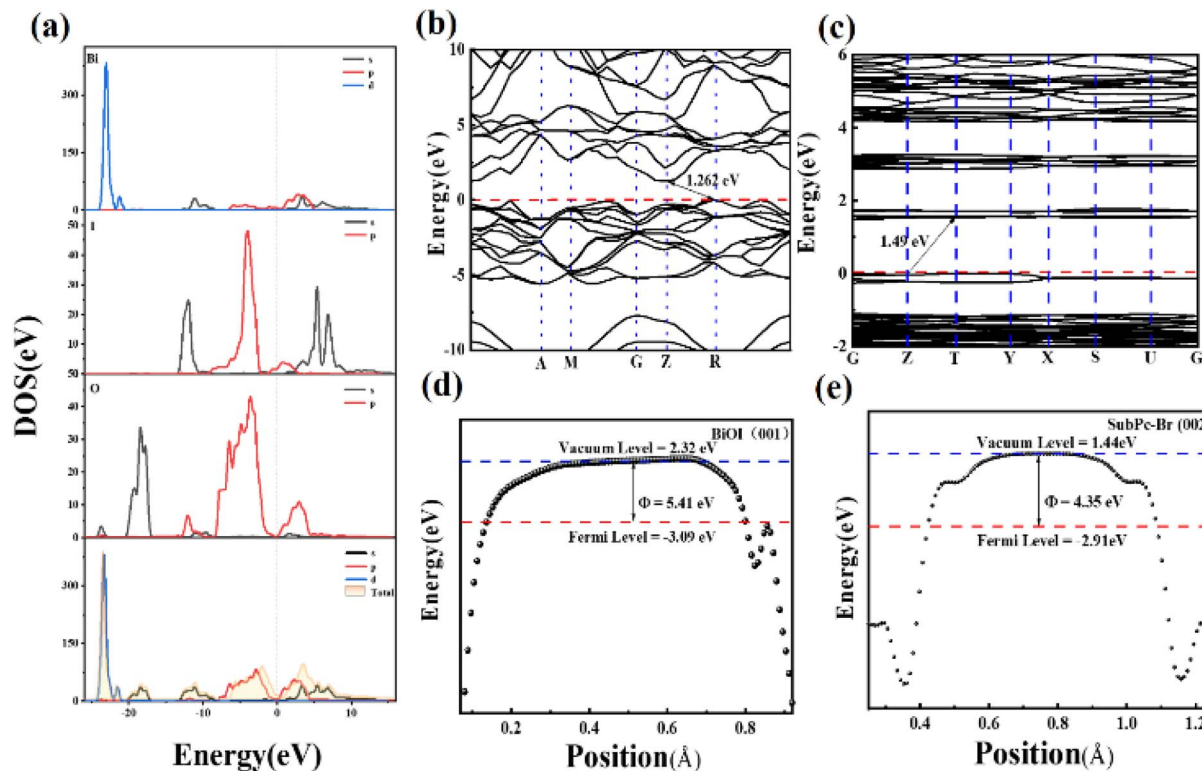 (a)
Bi
s
p
d
300
150
0
I
s
p
50
40
30
20
10
50
O
s
p
40
30
20
10
0
s
p
d
Total
300
150
0
-20
-10
0
10
DOS(eV)
Energy(eV)
(b)
10
5
0
-5
-10
Energy(eV)
1.262 eV
A M G Z R
(c)
6
4
2
0
-2
Energy(eV)
1.49 eV
G Z T Y X S U G
(d)
BiOI (001)
Vacuum Level = 2.32 eV
Φ = 5.41 eV
Fermi Level = -3.09 eV
Energy(eV)
0.2 0.4 0.6 0.8
Position(Å)
(e)
SubPc-Br (002
Vacuum Level = 1.44eV
Φ = 4.35 eV
Fermi Level = -2.91eV
Energy(eV)
0.4 0.6 0.8 1.0 1.2
Position(Å)